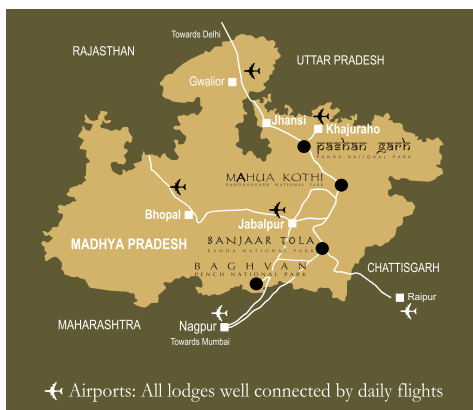 Towards Delhi
RAJASTHAN
UTTAR PRADESH
Gwalior
Jhansi
Khajuraho
pashan garh
PANNA NATIONAL PARK
MAHUA KOTHI
BANDHAVGARH NATIONAL PARK
Bhopal
Jabalpur
MADHYA PRADESH
BANJAAR TOLA
KANHA NATIONAL PARK
BAGHVAN
PENCH NATIONAL PARK
CHATTISGARH
Raipur
MAHARASHTRA
Nagpur
Towards Mumbai
Airports: All lodges well connected by daily flights